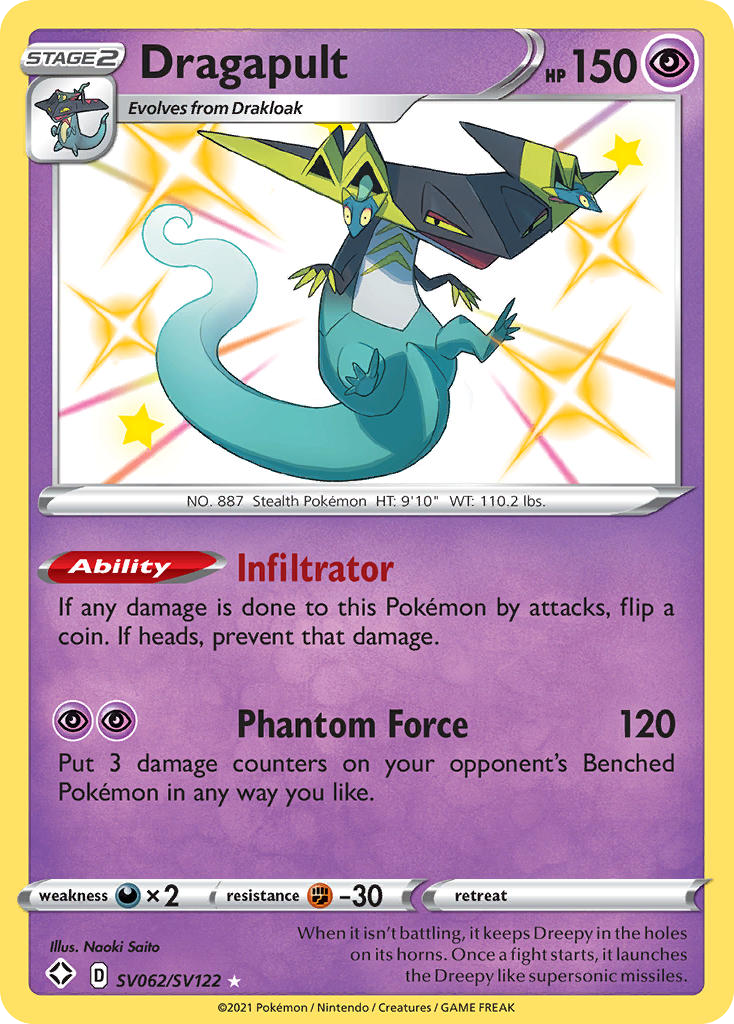 STAGE 2
Dragapult
HP 150
Evolves from Drakloak
NO. 887 Stealth Pokémon HT: 9'10" WT: 110.2 lbs.
Ability Infiltrator
If any damage is done to this Pokémon by attacks, flip a
coin. If heads, prevent that damage.
Phantom Force 120
Put 3 damage counters on your opponent's Benched
Pokémon in any way you like.
weakness ×2 resistance -30 retreat
Illus. Naoki Saito
When it isn't battling, it keeps Dreepy in the holes
on its horns. Once a fight starts, it launches
the Dreepy like supersonic missiles.
D SV062/SV122
©2021 Pokémon / Nintendo / Creatures / GAME FREAK